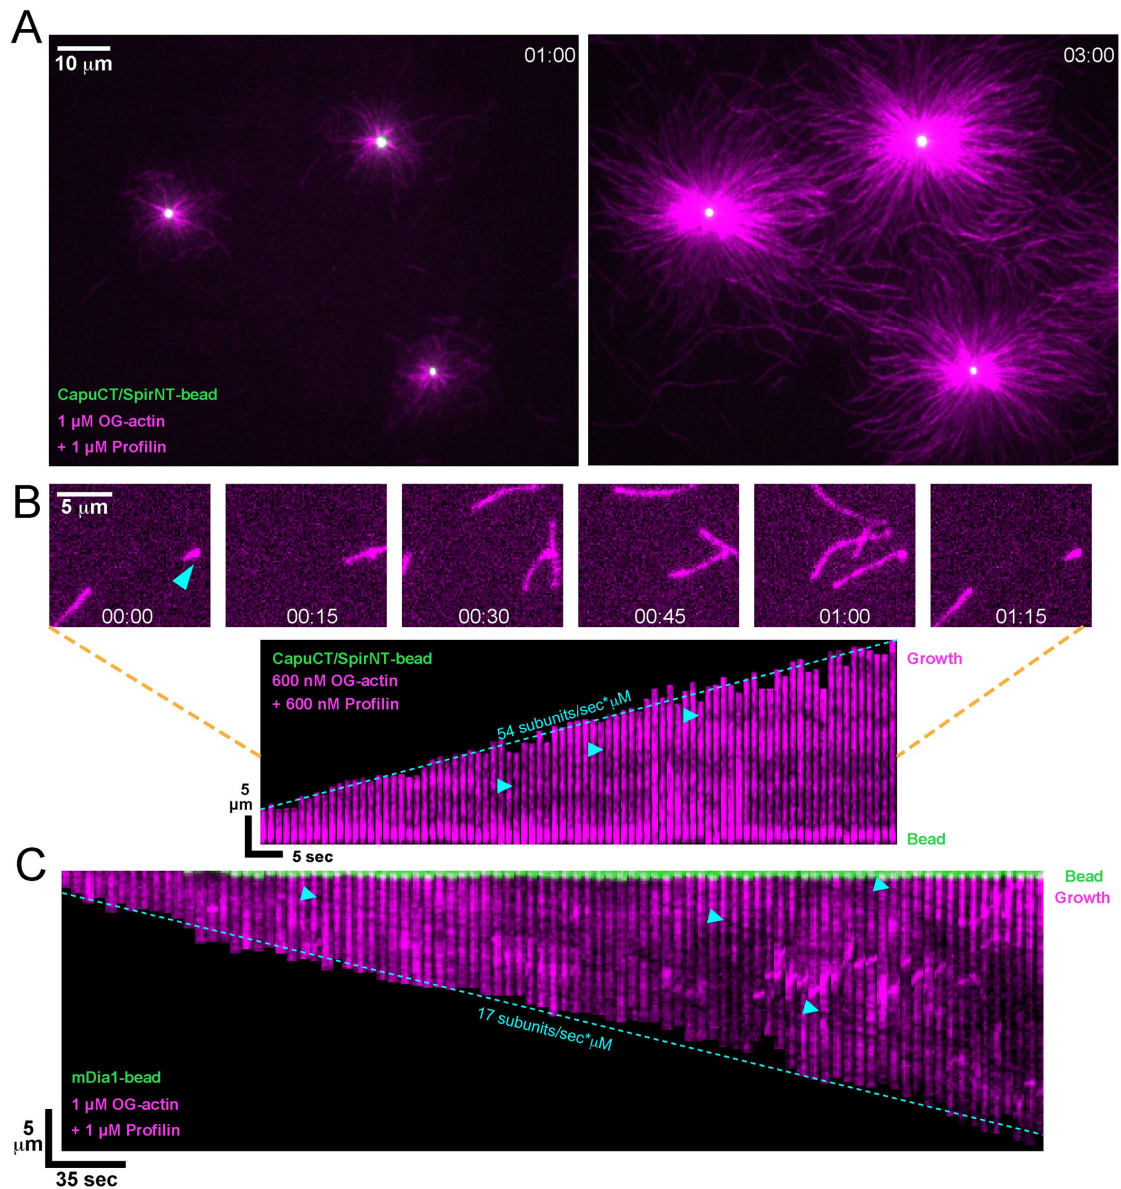 A
10 μm
01:00
03:00
CapuCT/SpirNT-bead
1 μM OG-actin
+ 1 μM Profilin
B
5 μm
00:00
00:15
00:30
00:45
01:00
01:15
CapuCT/SpirNT-bead
600 nM OG-actin
+ 600 nM Profilin
Growth
54 subunits/sec*μM
5
μm
Bead
5 sec
C
Bead
Growth
17 subunits/sec*μM
mDia1-bead
1 μM OG-actin
+ 1 μM Profilin
5
μm
35 sec